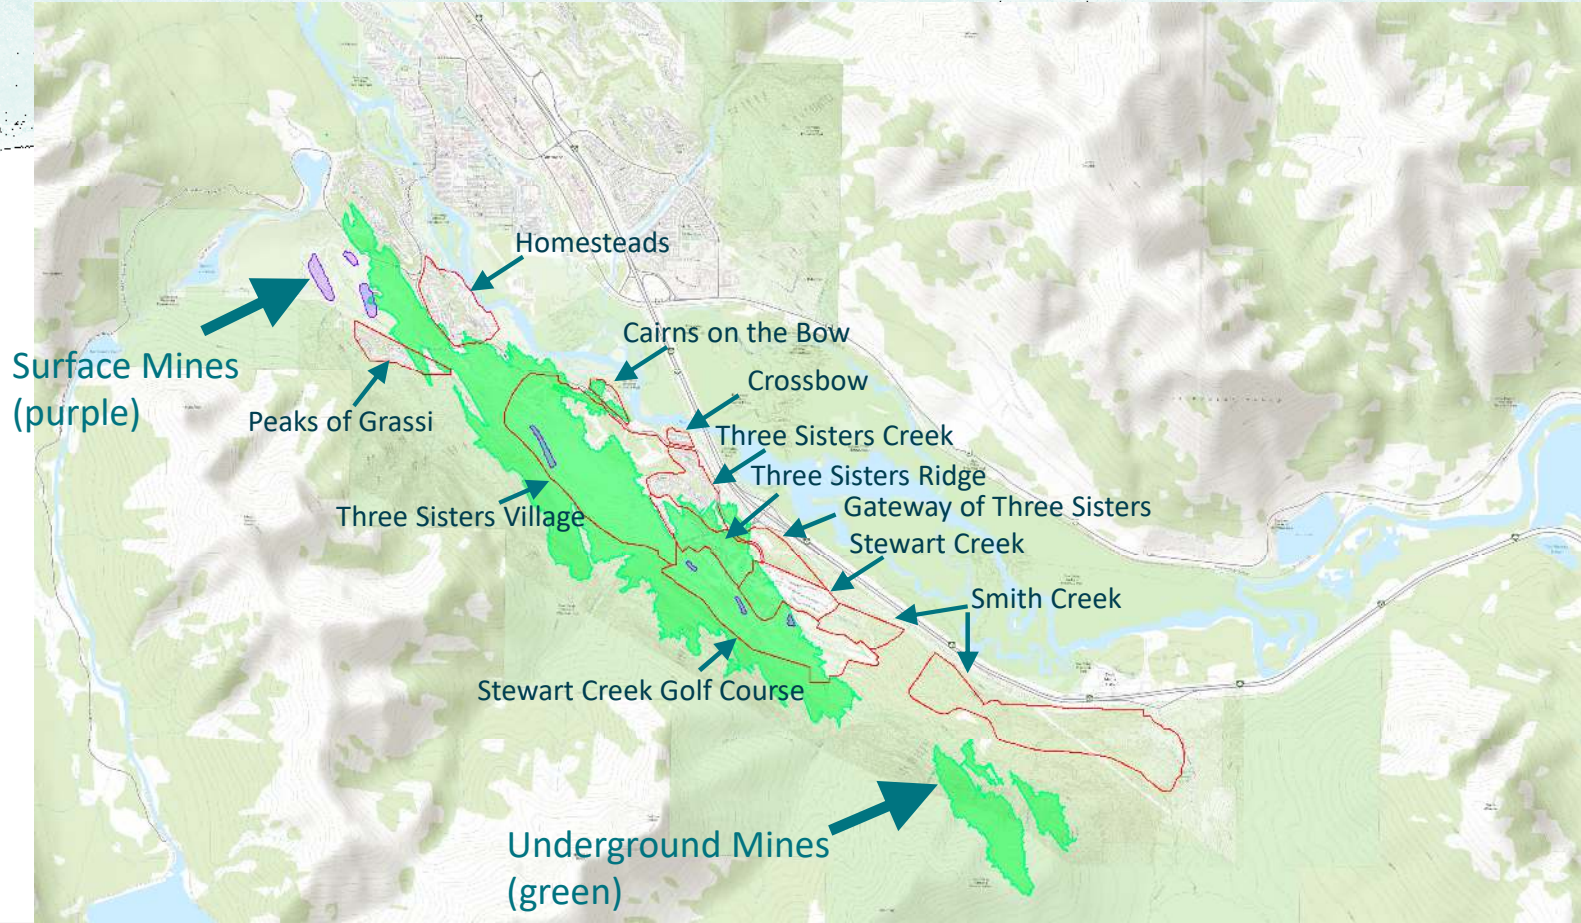 Homesteads
Cairns on the Bow
Surface Mines
(purple)
Crossbow
Peaks of Grassi
Three Sisters Creek
Three Sisters Ridge
Gateway of Three Sisters
Three Sisters Village
Stewart Creek
Smith Creek
Stewart Creek Golf Course
Underground Mines
(green)